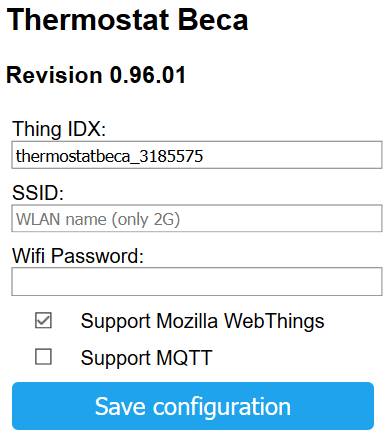 Thermostat Beca
Revision 0.96.01
Thing IDX:
thermostatbeca_3185575
SSID:
WLAN name (only 2G)
Wifi Password:
Support Mozilla WebThings
Support MQTT
Save configuration